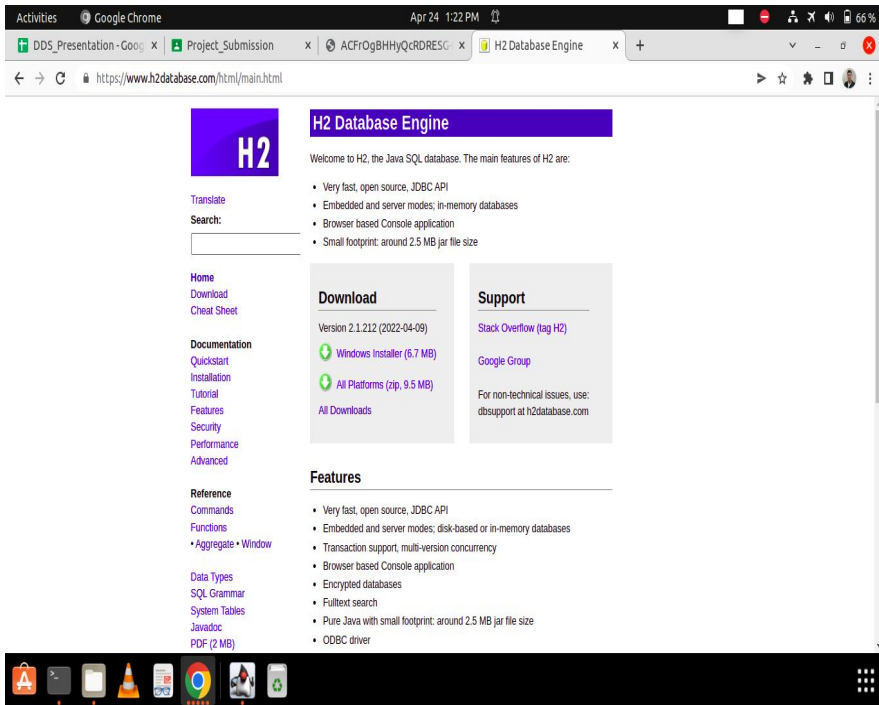 Activities Google Chrome Apr 24 1:22 PM 66 %
DDS_Presentation - Goog Project_Submission ACFrOgBHHyQcRDRESG H2 Database Engine
https://www.h2database.com/html/main.html
H2
Translate
Search:
Home
Download
Cheat Sheet
Documentation
Quickstart
Installation
Tutorial
Features
Security
Performance
Advanced
Reference
Commands
Functions
• Aggregate • Window
Data Types
SQL Grammar
System Tables
Javadoc
PDF (2 MB)
H2 Database Engine
Welcome to H2, the Java SQL database. The main features of H2 are:
• Very fast, open source, JDBC API
• Embedded and server modes; in-memory databases
• Browser based Console application
• Small footprint: around 2.5 MB jar file size
Download
Version 2.1.212 (2022-04-09)
Windows Installer (6.7 MB)
All Platforms (zip, 9.5 MB)
All Downloads
Support
Stack Overflow (tag H2)
Google Group
For non-technical issues, use:
dbsupport at h2database.com
Features
• Very fast, open source, JDBC API
• Embedded and server modes; disk-based or in-memory databases
• Transaction support, multi-version concurrency
• Browser based Console application
• Encrypted databases
• Fulltext search
• Pure Java with small footprint: around 2.5 MB jar file size
• ODBC driver